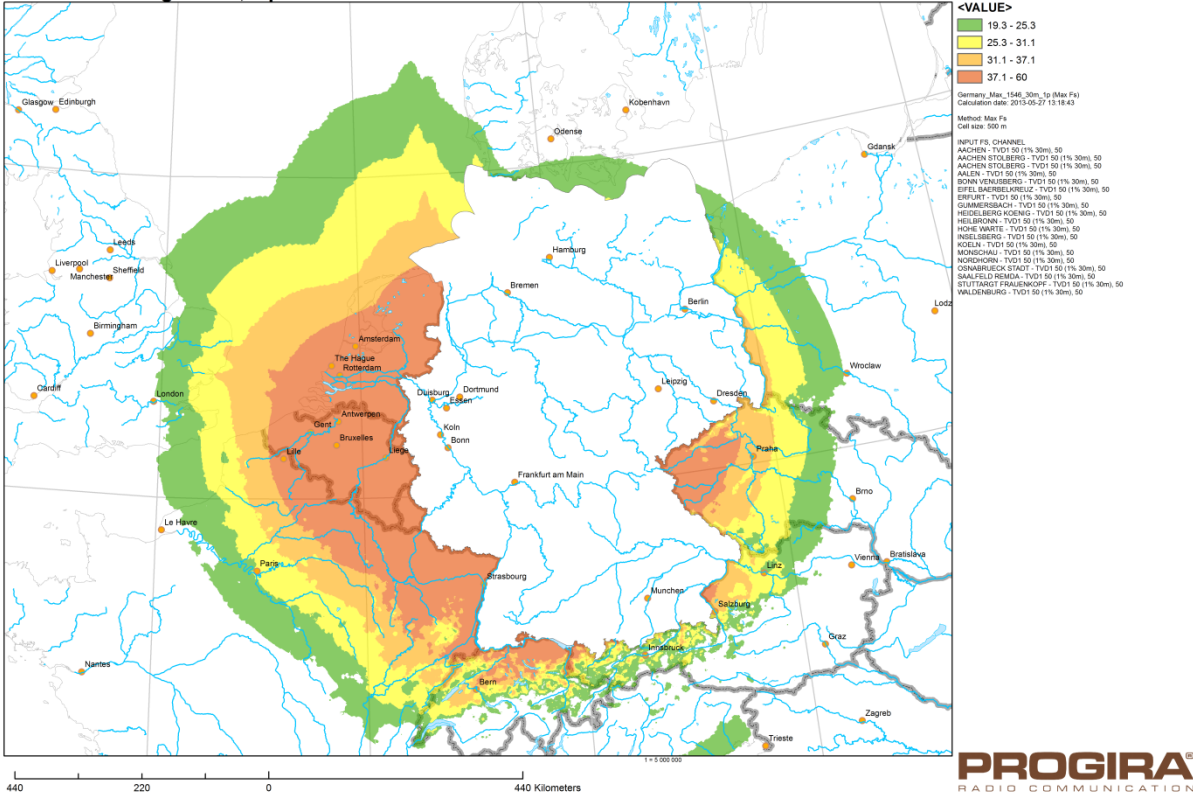 <VALUE>
19.3 - 25.3
25.3 - 31.1
31.1 - 37.1
37.1 - 60
Germany_Max_1546_30m_1p (Max Fs)
Calculation date: 2013-05-27 13:18:43
Method: Max Fs
Cell size: 500 m
INPUT FS, CHANNEL
AACHEN - TVD1 50 (1% 30m), 50
AACHEN STOLBERG - TVD1 50 (1% 30m), 50
AACHEN STOLBERG - TVD1 50 (1% 30m), 50
AALEN - TVD1 50 (1% 30m), 50
BONN VENUSBERG - TVD1 50 (1% 30m), 50
EIFEL BAERBELKREUZ - TVD1 50 (1% 30m), 50
ERFURT - TVD1 50 (1% 30m), 50
GUMMERSBACH - TVD1 50 (1% 30m), 50
HEIDELBERG KOENIG - TVD1 50 (1% 30m), 50
HEILBRONN - TVD1 50 (1% 30m), 50
HOHE WARTE - TVD1 50 (1% 30m), 50
INSELSBERG - TVD1 50 (1% 30m), 50
KOELN - TVD1 50 (1% 30m), 50
MONSCHAU - TVD1 50 (1% 30m), 50
NORDHORN - TVD1 50 (1% 30m), 50
OSNABRUECK STADT - TVD1 50 (1% 30m), 50
SAALFELD REMDA - TVD1 50 (1% 30m), 50
STUTTARGT FRAUENKOPF - TVD1 50 (1% 30m), 50
WALDENBURG - TVD1 50 (1% 30m), 50
Glasgow
Edinburgh
Kobenhavn
Odense
Gdansk
Leeds
Liverpool
Manchester
Sheffield
Hamburg
Bremen
Berlin
Lodz
Birmingham
Amsterdam
The Hague
Rotterdam
Wroclaw
Cardiff
London
Duisburg
Dortmund
Essen
Leipzig
Dresden
Antwerpen
Gent
Bruxelles
Koln
Bonn
Lille
Liege
Praha
Frankfurt am Main
Brno
Le Havre
Paris
Strasbourg
Linz
Vienna
Bratislava
Munchen
Salzburg
Innsbruck
Graz
Nantes
Bern
Zagreb
Trieste
1 = 5 000 000
440
220
0
440 Kilometers
PROGIRA®
RADIO COMMUNICATION